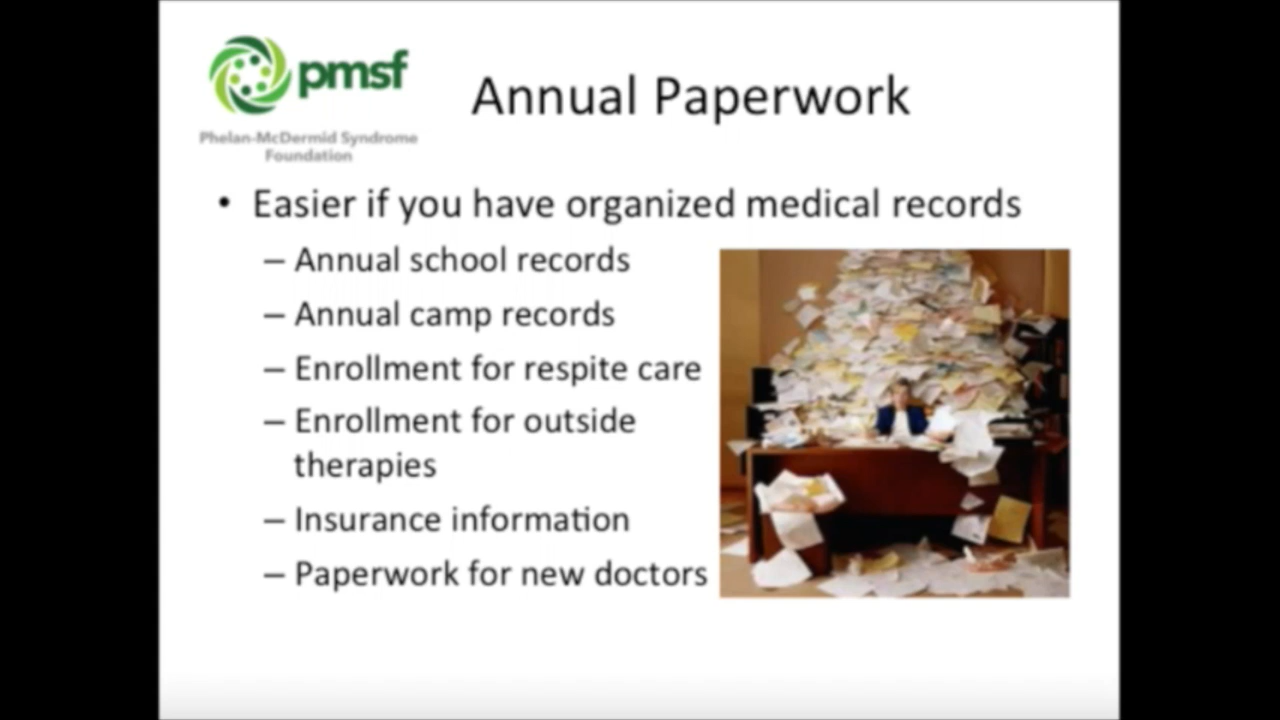 pmsf
Phelan-McDermid Syndrome
Foundation
Annual Paperwork
• Easier if you have organized medical records
– Annual school records
– Annual camp records
– Enrollment for respite care
– Enrollment for outside
therapies
– Insurance information
– Paperwork for new doctors